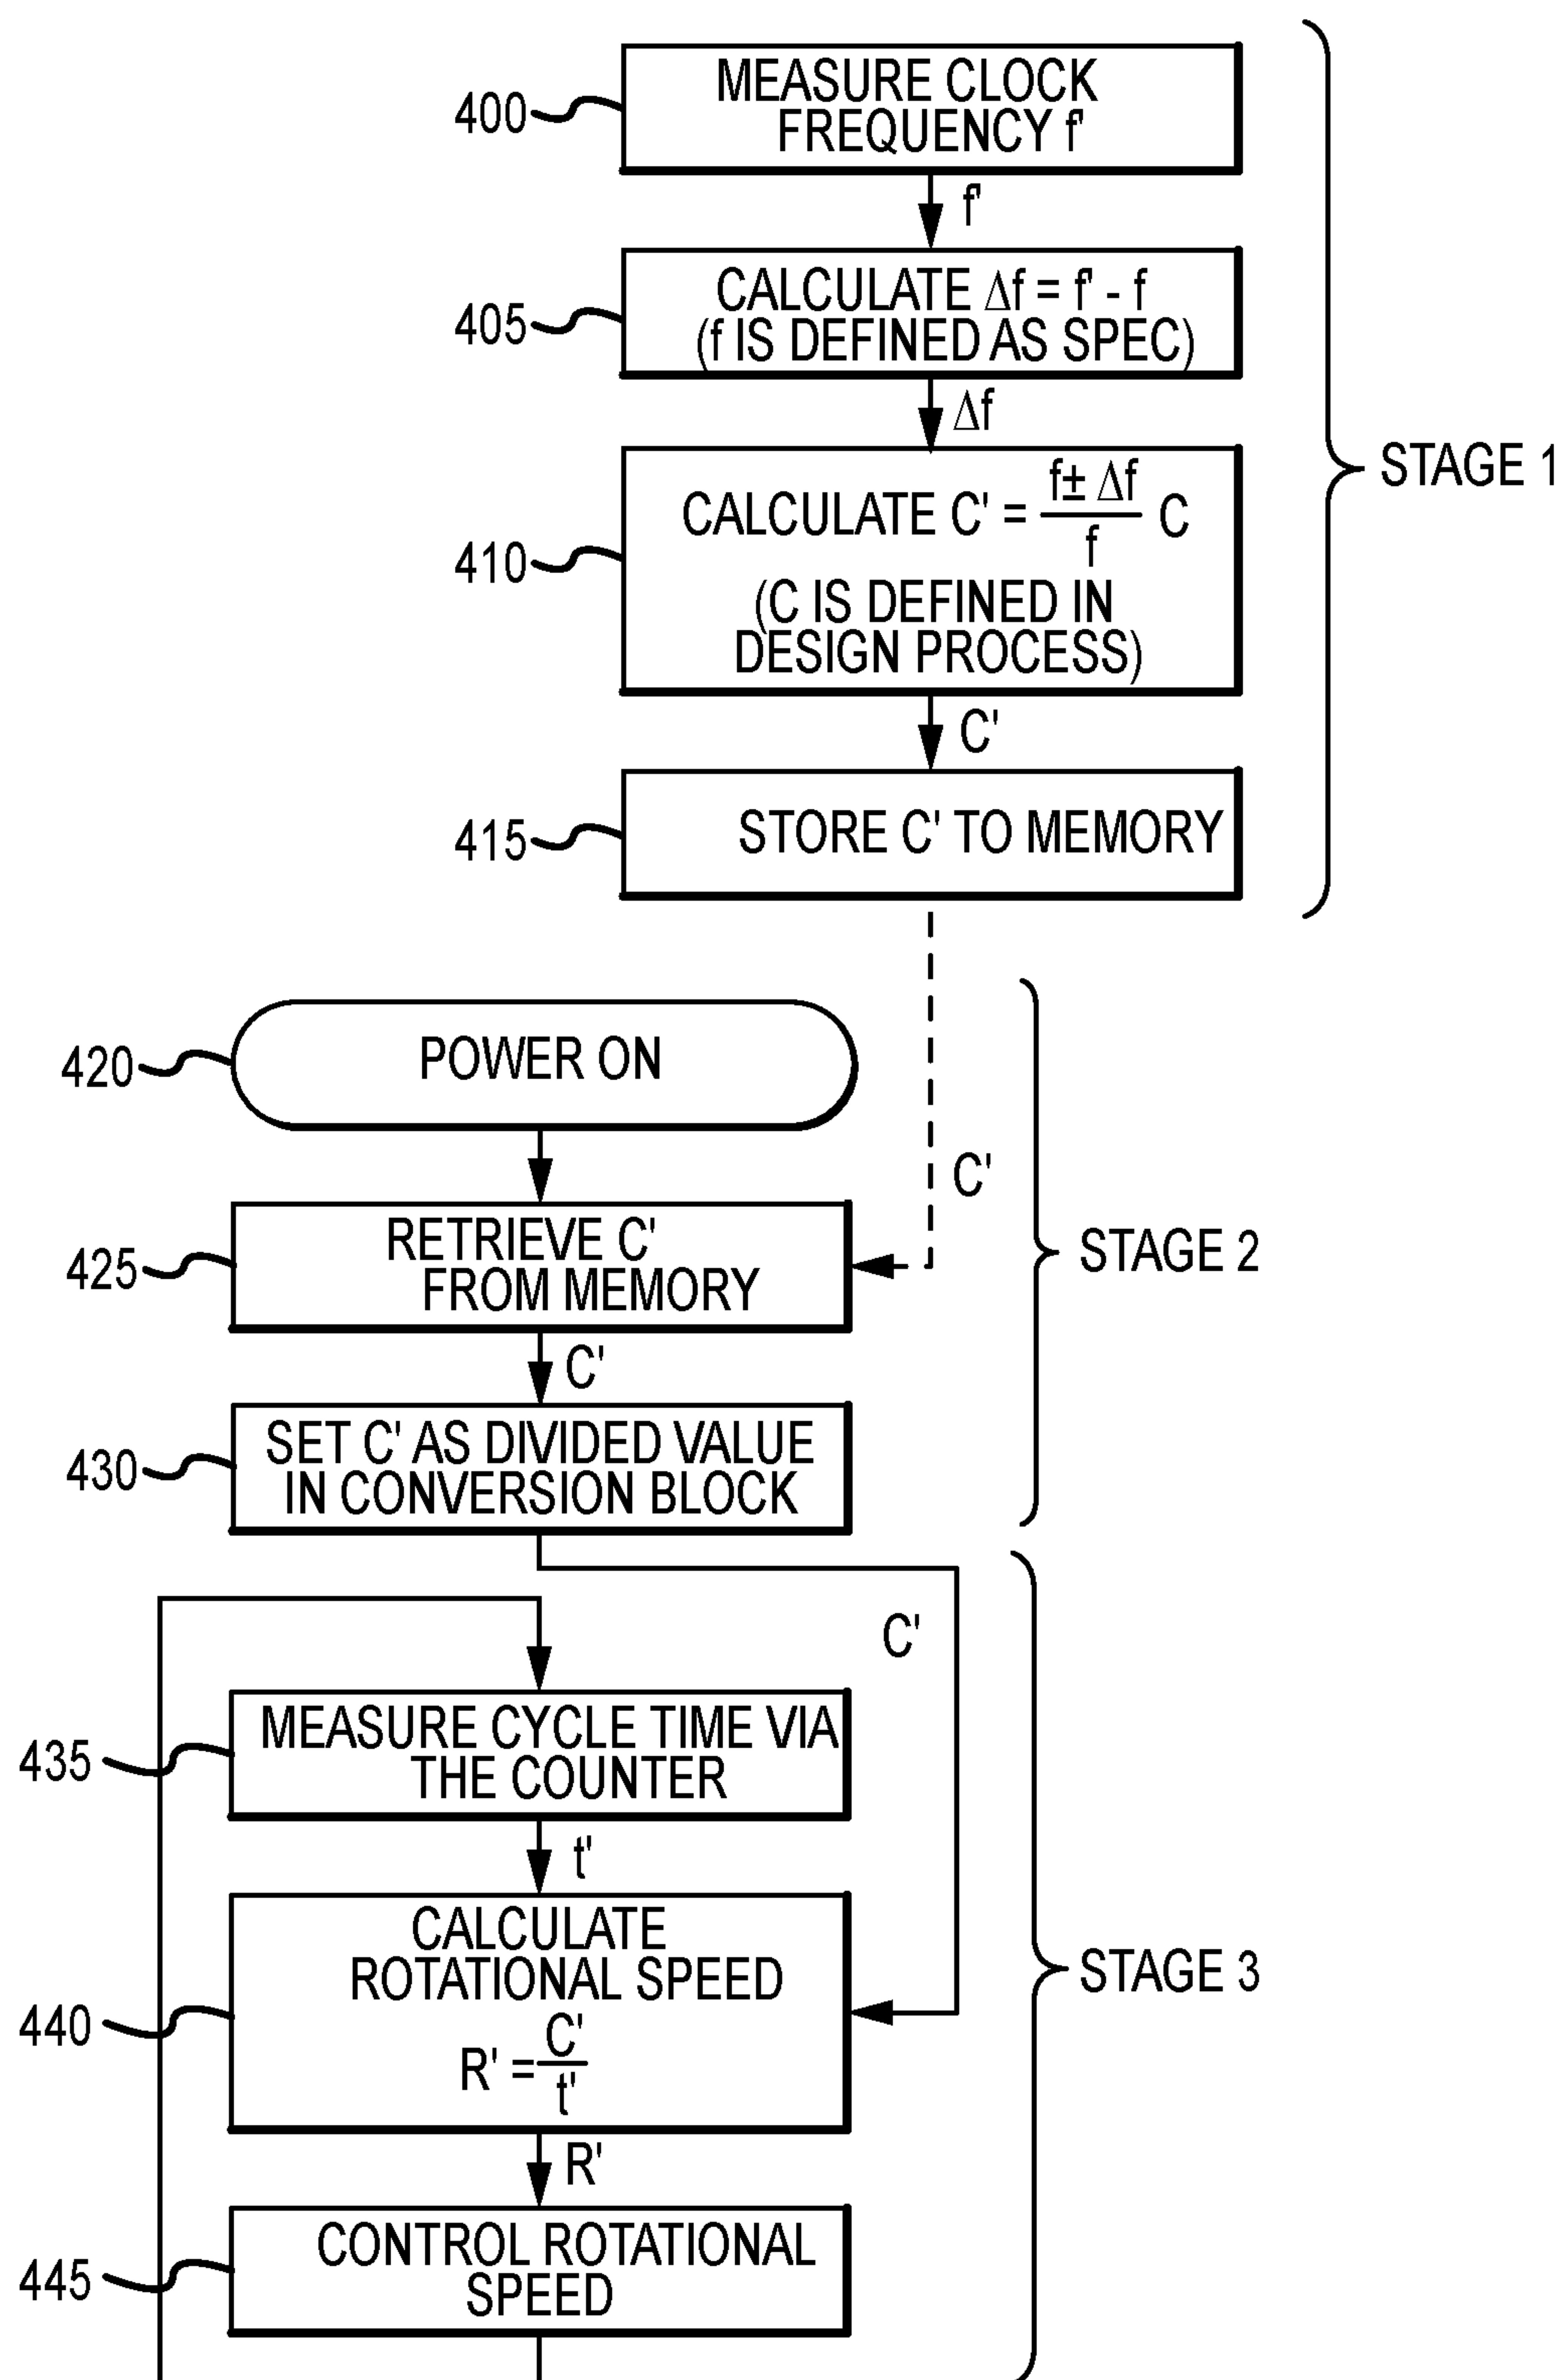 400
MEASURE CLOCK
FREQUENCY f'
f'
405
CALCULATE Δf = f' - f
(f IS DEFINED AS SPEC)
Δf
410
CALCULATE C' = f± Δf / f C
(C IS DEFINED IN
DESIGN PROCESS)
C'
415
STORE C' TO MEMORY
STAGE 1
420
POWER ON
C'
425
RETRIEVE C'
FROM MEMORY
C'
430
SET C' AS DIVIDED VALUE
IN CONVERSION BLOCK
STAGE 2
C'
435
MEASURE CYCLE TIME VIA
THE COUNTER
t'
440
CALCULATE
ROTATIONAL SPEED
R' = C' / t'
R'
445
CONTROL ROTATIONAL
SPEED
STAGE 3